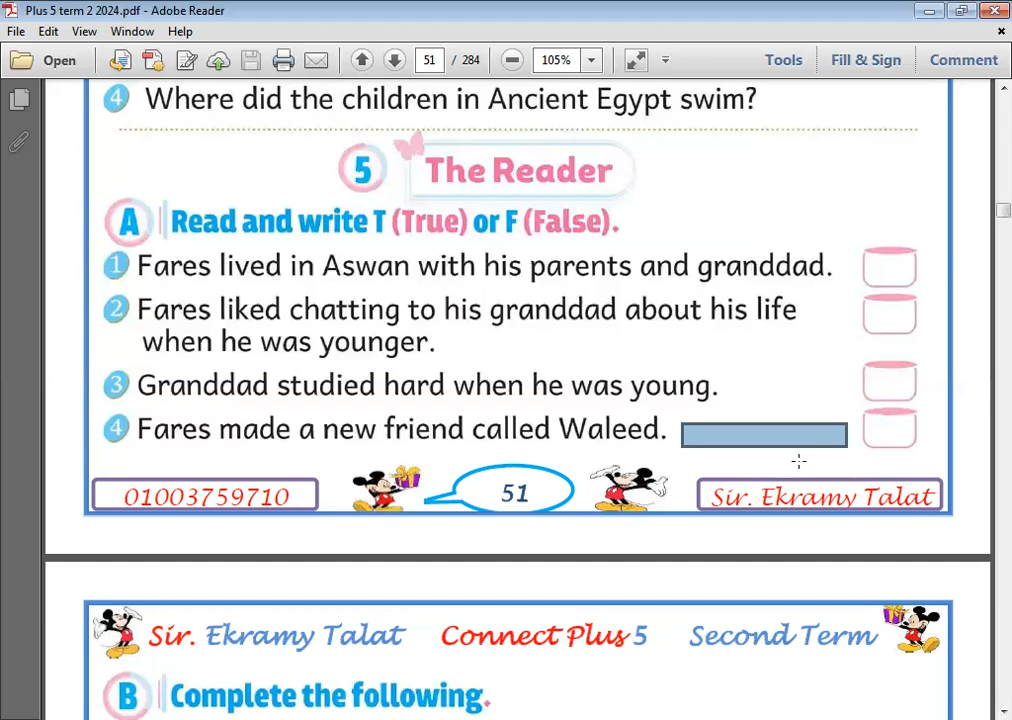 Plus 5 term 2 2024.pdf - Adobe Reader
File Edit View Window Help
Open 51 / 284 105% Tools Fill & Sign Comment
4 Where did the children in Ancient Egypt swim?
5 The Reader
A Read and write T (True) or F (False).
1 Fares lived in Aswan with his parents and granddad.
2 Fares liked chatting to his granddad about his life
when he was younger.
3 Granddad studied hard when he was young.
4 Fares made a new friend called Waleed.
01003759710 51 Sir. Ekramy Talat
Sir. Ekramy Talat Connect Plus 5 Second Term
B Complete the following.